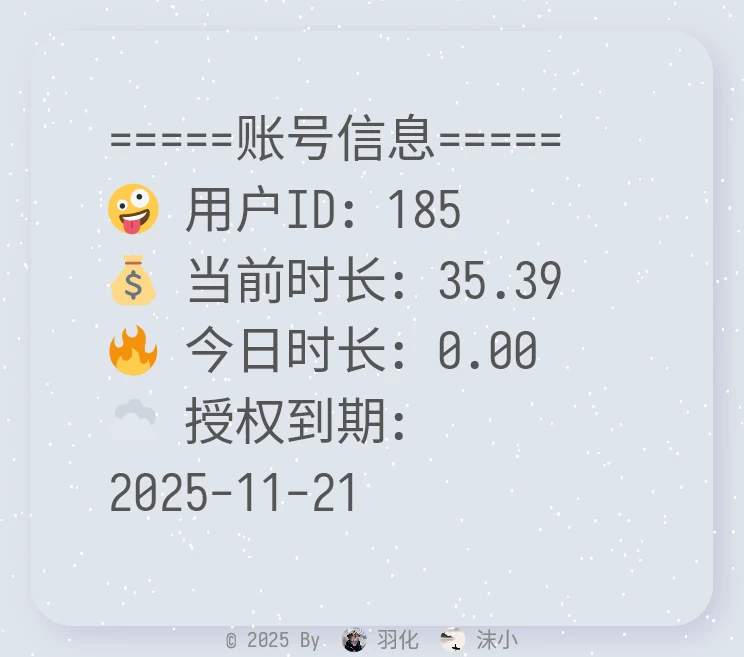 =====账号信息=====
🤪 用户ID: 185
💰 当前时长: 35.39
🔥 今日时长: 0.00
☁️ 授权到期:
2025-11-21
© 2025 By 羽化 沫小